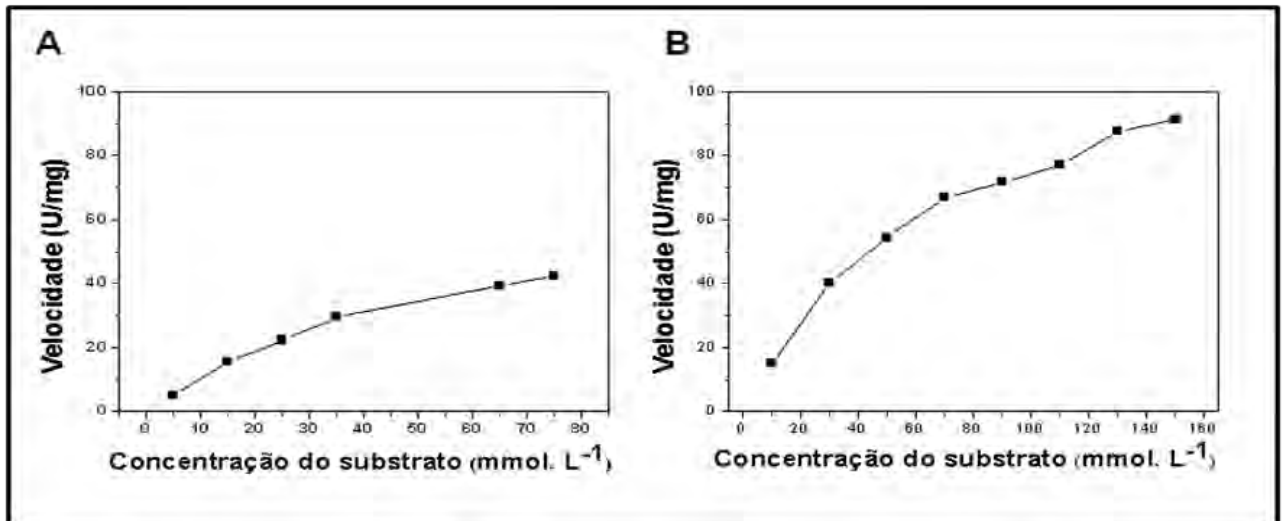 A
B
100
80
60
40
20
0
Velocidade (U/mg)
0 10 20 30 40 50 60 70 80
Concentração do substrato (mmol. L⁻¹)
100
80
60
40
20
0
Velocidade (U/mg)
0 20 40 60 80 100 120 140 160
Concentração do substrato (mmol. L⁻¹)